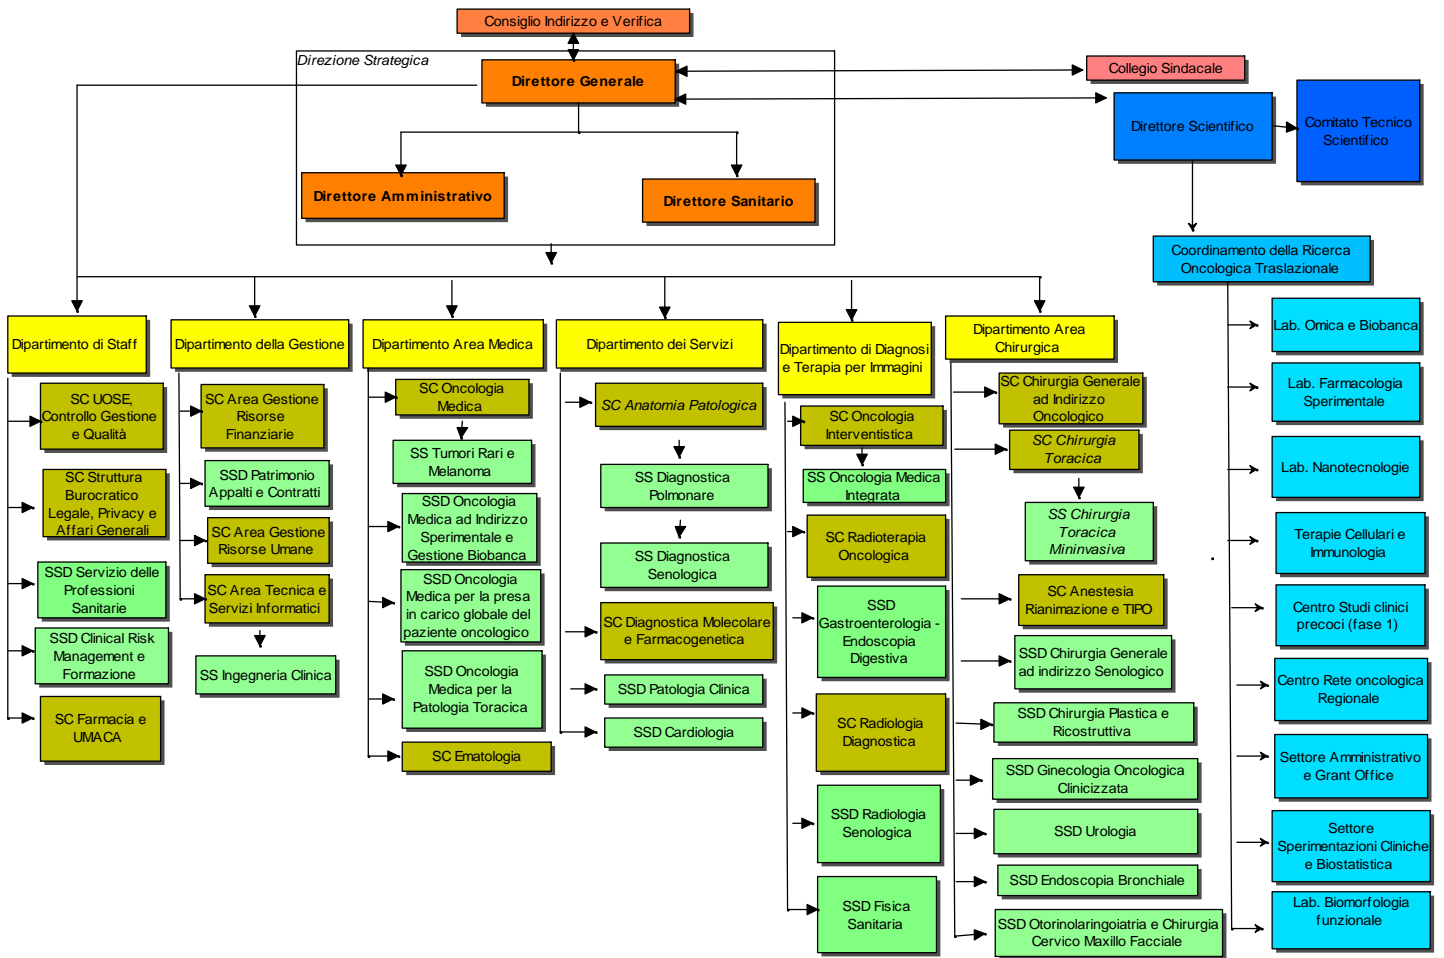 Consiglio Indirizzo e Verifica
Direzione Strategica
Direttore Generale
Collegio Sindacale
Direttore Scientifico
Comitato Tecnico
Scientifico
Direttore Amministrativo
Direttore Sanitario
Coordinamento della Ricerca
Oncologica Traslazionale
Dipartimento di Staff
SC UOSE,
Controllo Gestione
e Qualità
SC Struttura
Burocratico
Legale, Privacy e
Affari Generali
SSD Servizio delle
Professioni
Sanitarie
SSD Clinical Risk
Management e
Formazione
SC Farmacia e
UMACA
Dipartimento della Gestione
SC Area Gestione
Risorse
Finanziarie
SSD Patrimonio
Appalti e Contratti
SC Area Gestione
Risorse Umane
SC Area Tecnica e
Servizi Informatici
SS Ingegneria Clinica
Dipartimento Area Medica
SC Oncologia
Medica
SS Tumori Rari e
Melanoma
SSD Oncologia
Medica ad Indirizzo
Sperimentale e
Gestione Biobanca
SSD Oncologia
Medica per la presa
in carico globale del
paziente oncologico
SSD Oncologia
Medica per la
Patologia Toracica
SC Ematologia
Dipartimento dei Servizi
SC Anatomia Patologica
SS Diagnostica
Polmonare
SS Diagnostica
Senologica
SC Diagnostica Molecolare
e Farmacogenetica
SSD Patologia Clinica
SSD Cardiologia
Dipartimento di Diagnosi
e Terapia per Immagini
SC Oncologia
Interventistica
SS Oncologia Medica
Integrata
SC Radioterapia
Oncologica
SSD
Gastroenterologia -
Endoscopia
Digestiva
SC Radiologia
Diagnostica
SSD Radiologia
Senologica
SSD Fisica
Sanitaria
Dipartimento Area
Chirurgica
SC Chirurgia Generale
ad Indirizzo
Oncologico
SC Chirurgia
Toracica
SS Chirurgia
Toracica
Mininvasiva
SC Anestesia
Rianimazione e TIPO
SSD Chirurgia Generale
ad indirizzo Senologico
SSD Chirurgia Plastica e
Ricostruttiva
SSD Ginecologia Oncologica
Clinicizzata
SSD Urologia
SSD Endoscopia Bronchiale
SSD Otorinolaringoiatria e Chirurgia
Cervico Maxillo Facciale
Lab. Omica e Biobanca
Lab. Farmacologia
Sperimentale
Lab. Nanotecnologie
Terapie Cellulari e
Immunologia
Centro Studi clinici
precoci (fase 1)
Centro Rete oncologica
Regionale
Settore Amministrativo
e Grant Office
Settore
Sperimentazioni Cliniche
e Biostatistica
Lab. Biomorfologia
funzionale